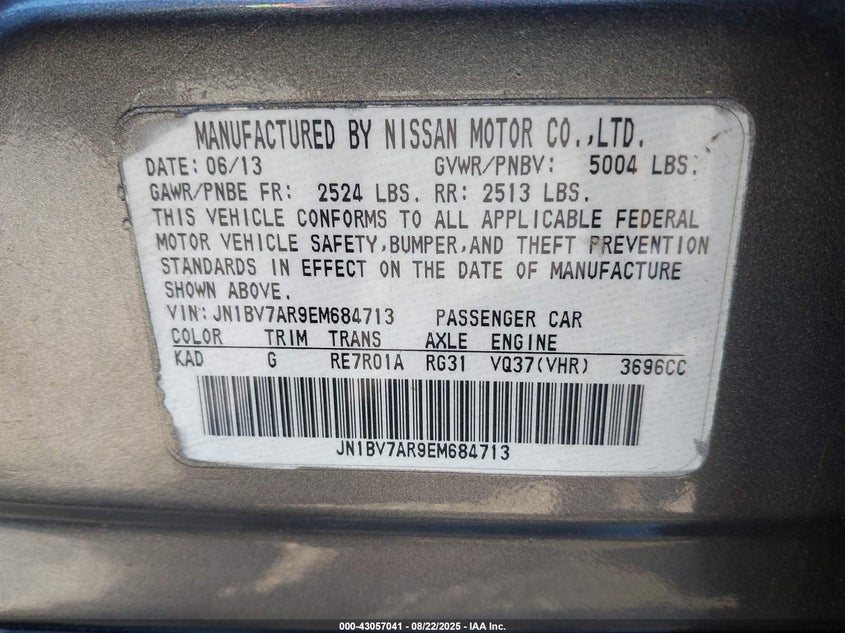 MANUFACTURED BY NISSAN MOTOR CO.,LTD.
DATE: 06/13 GVWR/PNBV: 5004 LBS.
GAWR/PNBE FR: 2524 LBS. RR: 2513 LBS.
THIS VEHICLE CONFORMS TO ALL APPLICABLE FEDERAL
MOTOR VEHICLE SAFETY,BUMPER,AND THEFT PREVENTION
STANDARDS IN EFFECT ON THE DATE OF MANUFACTURE
SHOWN ABOVE.
VIN:JN1BV7AR9EM684713 PASSENGER CAR
COLOR TRIM TRANS AXLE ENGINE
KAD G RE7R01A RG31 VQ37(VHR) 3696CC
JN1BV7AR9EM684713
000-43057041 - 08/22/2025 - IAA Inc.